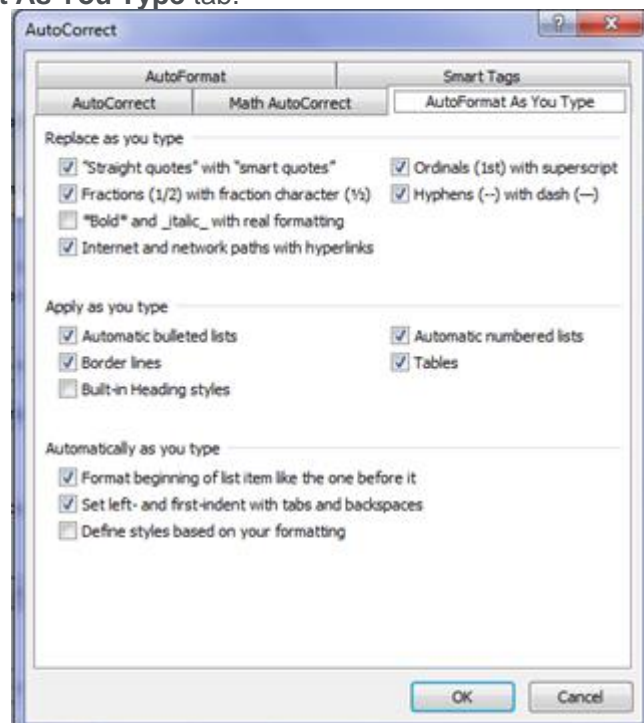 t As You Type tab.
AutoCorrect
AutoFormat Smart Tags
AutoCorrect Math AutoCorrect AutoFormat As You Type
Replace as you type
"Straight quotes" with "smart quotes" Ordinals (1st) with superscript
Fractions (1/2) with fraction character (½) Hyphens (--) with dash (—)
*Bold* and _italic_ with real formatting
Internet and network paths with hyperlinks
Apply as you type
Automatic bulleted lists Automatic numbered lists
Border lines Tables
Built-in Heading styles
Automatically as you type
Format beginning of list item like the one before it
Set left- and first-indent with tabs and backspaces
Define styles based on your formatting
OK Cancel